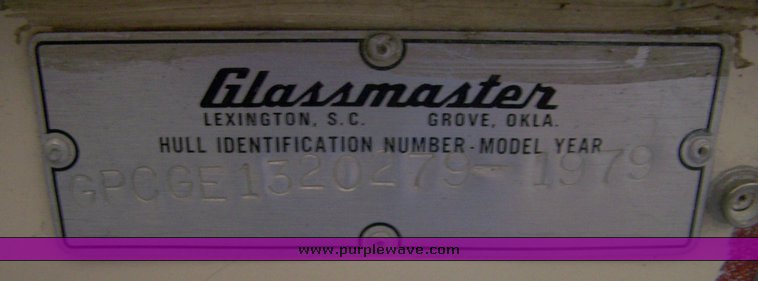 Glassmaster
LEXINGTON, S.C. GROVE, OKLA.
HULL IDENTIFICATION NUMBER-MODEL YEAR
GPCGE1320279-1979
www.purplewave.com